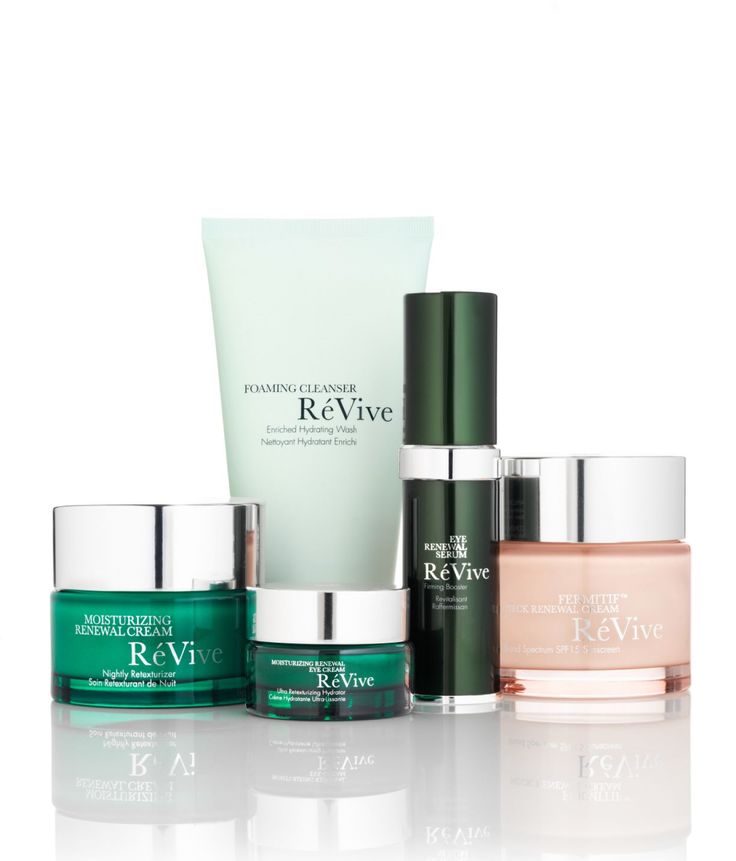 FOAMING CLEANSER
RéVive
Enriched Hydrating Wash
Nettoyant Hydratant Enrichi
MOISTURIZING
RENEWAL CREAM
RéVive
Nightly Retexturizer
Soin Retexturant de Nuit
MOISTURIZING RENEWAL
EYE CREAM
RéVive
Ultra Retexturizing Hydrator
Crème Hydratante Ultra-Lissante
EYE
RENEWAL
SERUM
RéVive
Firming Booster
Revitalisant
Raffermissan
FERMITIF™
NECK RENEWAL CREAM
RéVive
Broad Spectrum SPF 15 Sunscreen